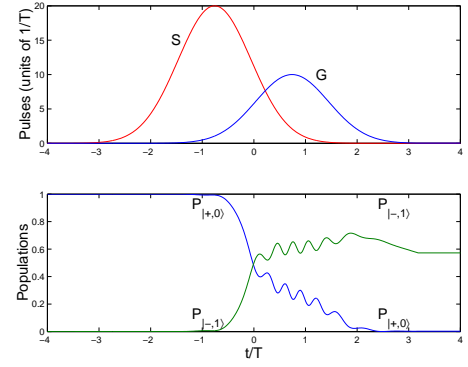 Pulses (units of 1/T)
20
15
10
5
0
S
G
−4 −3 −2 −1 0 1 2 3 4
Populations
1
0.8
0.6
0.4
0.2
0
P|+,0⟩
P|−,1⟩
P|−,1⟩
P|+,0⟩
−4 −3 −2 −1 0 1 2 3 4
t/T